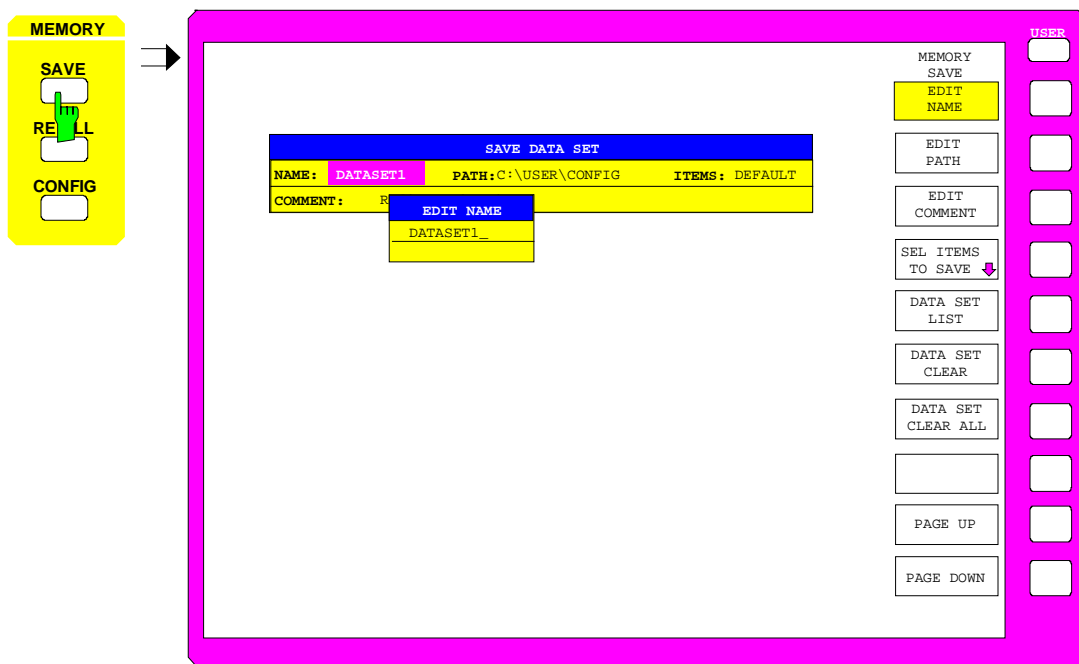 MEMORY
SAVE
CONFIG
USER
MEMORY
SAVE
EDIT
NAME
EDIT
PATH
EDIT
COMMENT
SEL ITEMS
TO SAVE
DATA SET
LIST
DATA SET
CLEAR
DATA SET
CLEAR ALL
PAGE UP
PAGE DOWN
SAVE DATA SET
NAME: DATASET1 PATH:C:\USER\CONFIG ITEMS: DEFAULT
COMMENT:
EDIT NAME
DATASET1_